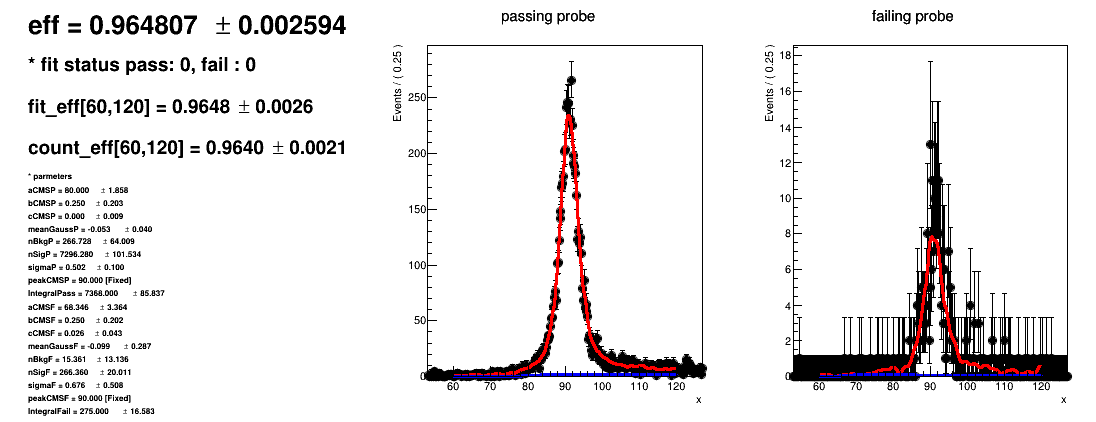 eff = 0.964807 ± 0.002594
* fit status pass: 0, fail : 0
fit_eff[60,120] = 0.9648 ± 0.0026
count_eff[60,120] = 0.9640 ± 0.0021
* parmeters
aCMSP = 80.000 ± 1.858
bCMSP = 0.250 ± 0.203
cCMSP = 0.000 ± 0.009
meanGaussP = -0.053 ± 0.040
nBkgP = 266.728 ± 64.009
nSigP = 7296.280 ± 101.534
sigmaP = 0.502 ± 0.100
peakCMSP = 90.000 [Fixed]
IntegralPass = 7368.000 ± 85.837
aCMSF = 68.346 ± 3.364
bCMSF = 0.250 ± 0.202
cCMSF = 0.026 ± 0.043
meanGaussF = -0.099 ± 0.287
nBkgF = 15.361 ± 13.136
nSigF = 266.360 ± 20.011
sigmaF = 0.676 ± 0.508
peakCMSF = 90.000 [Fixed]
IntegralFail = 275.000 ± 16.583
passing probe
Events / ( 0.25 )
250
200
150
100
50
0
60 70 80 90 100 110 120
x
failing probe
Events / ( 0.25 )
18
16
14
12
10
8
6
4
2
0
60 70 80 90 100 110 120
x